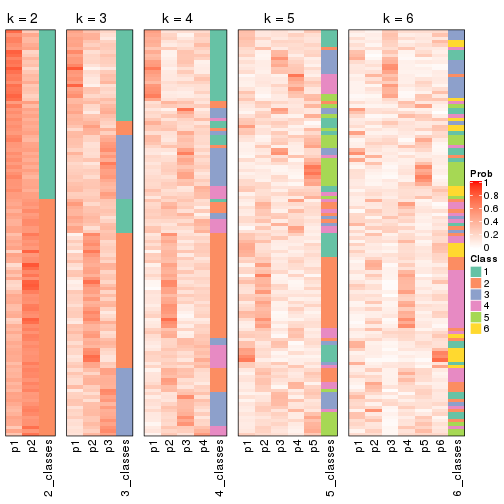 k = 2
k = 3
k = 4
k = 5
k = 6
p1
p2
2_classes
p1
p2
p3
3_classes
p1
p2
p3
p4
4_classes
p1
p2
p3
p4
p5
5_classes
p1
p2
p3
p4
p5
p6
6_classes
Prob
1
0.8
0.6
0.4
0.2
0
Class
1
2
3
4
5
6